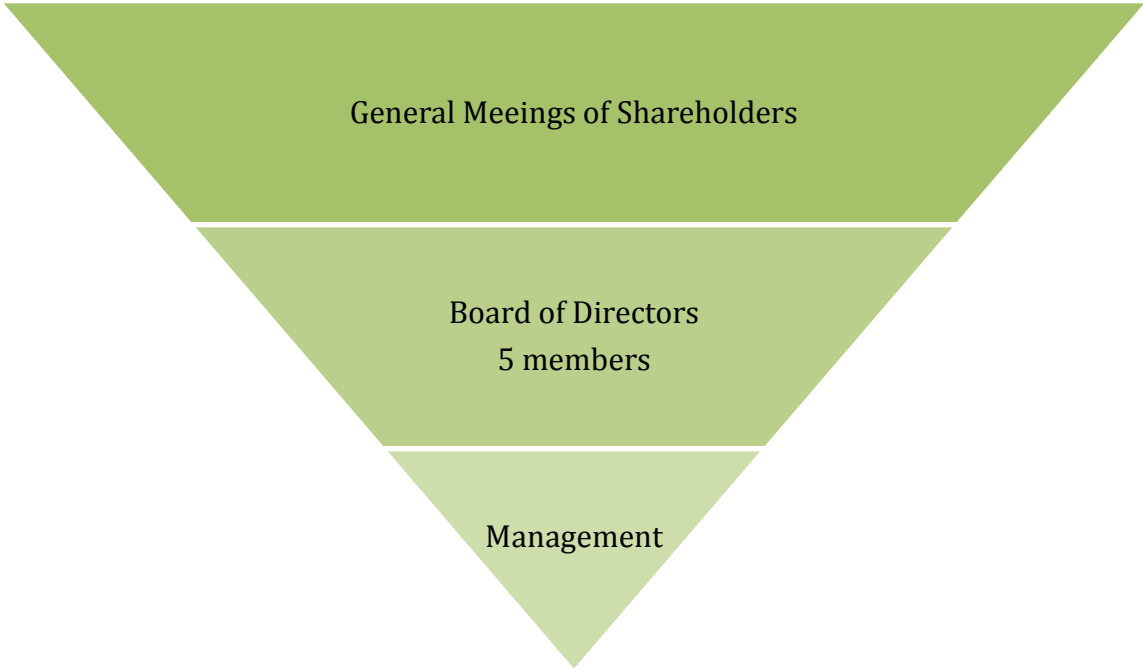 General Meeings of Shareholders
Board of Directors
5 members
Management